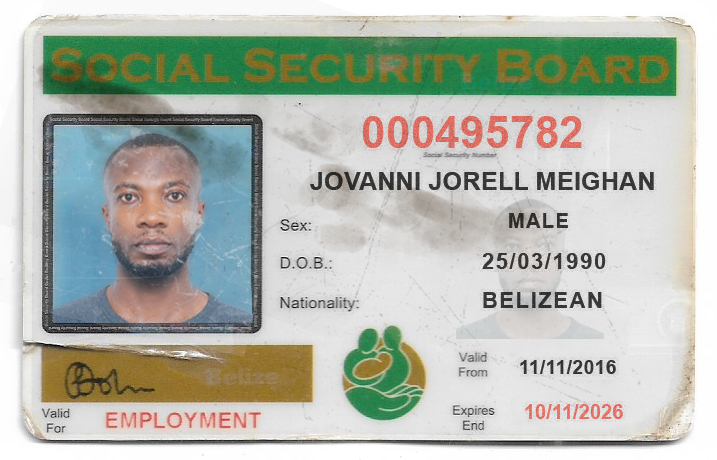 SOCIAL SECURITY BOARD
000495782
Social Security Number
JOVANNI JORELL MEIGHAN
Sex: MALE
D.O.B.: 25/03/1990
Nationality: BELIZEAN
Belize
Valid From 11/11/2016
Valid For EMPLOYMENT
Expires End 10/11/2026